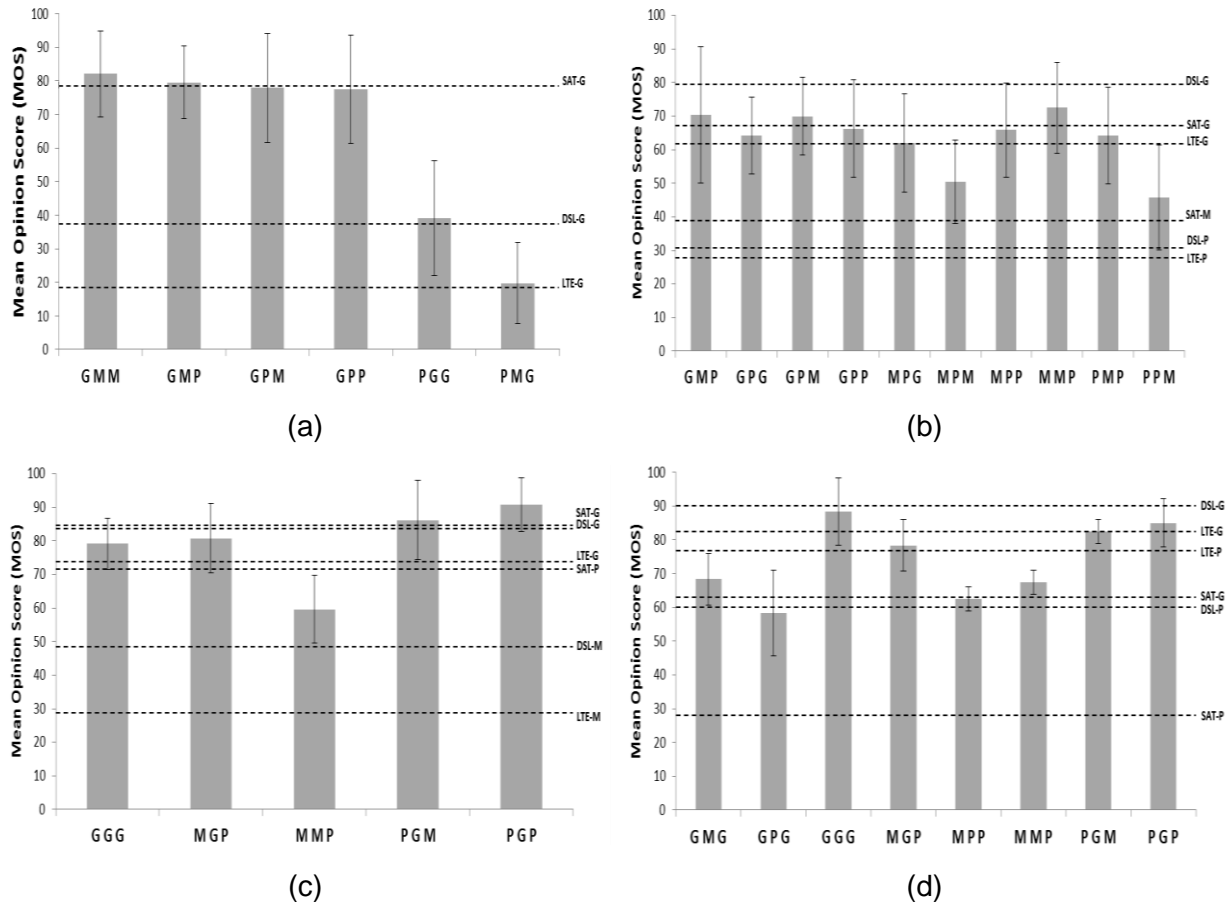 100
90
80
70
60
50
40
30
20
10
0
Mean Opinion Score (MOS)
SAT-G
DSL-G
LTE-G
GMM GMP GPM GPP PGG PMG
(a)
100
90
80
70
60
50
40
30
20
10
0
Mean Opinion Score (MOS)
DSL-G
SAT-G
LTE-G
SAT-M
DSL-P
LTE-P
GMP GPG GPM GPP MPG MPM MPP MMP PMP PPM
(b)
100
90
80
70
60
50
40
30
20
10
0
Mean Opinion Score (MOS)
SAT-G
DSL-G
LTE-G
SAT-P
DSL-M
LTE-M
GGG MGP MMP PGM PGP
(c)
100
90
80
70
60
50
40
30
20
10
0
Mean Opinion Score (MOS)
DSL-G
LTE-G
LTE-P
SAT-G
DSL-P
SAT-P
GMG GPG GGG MGP MPP MMP PGM PGP
(d)